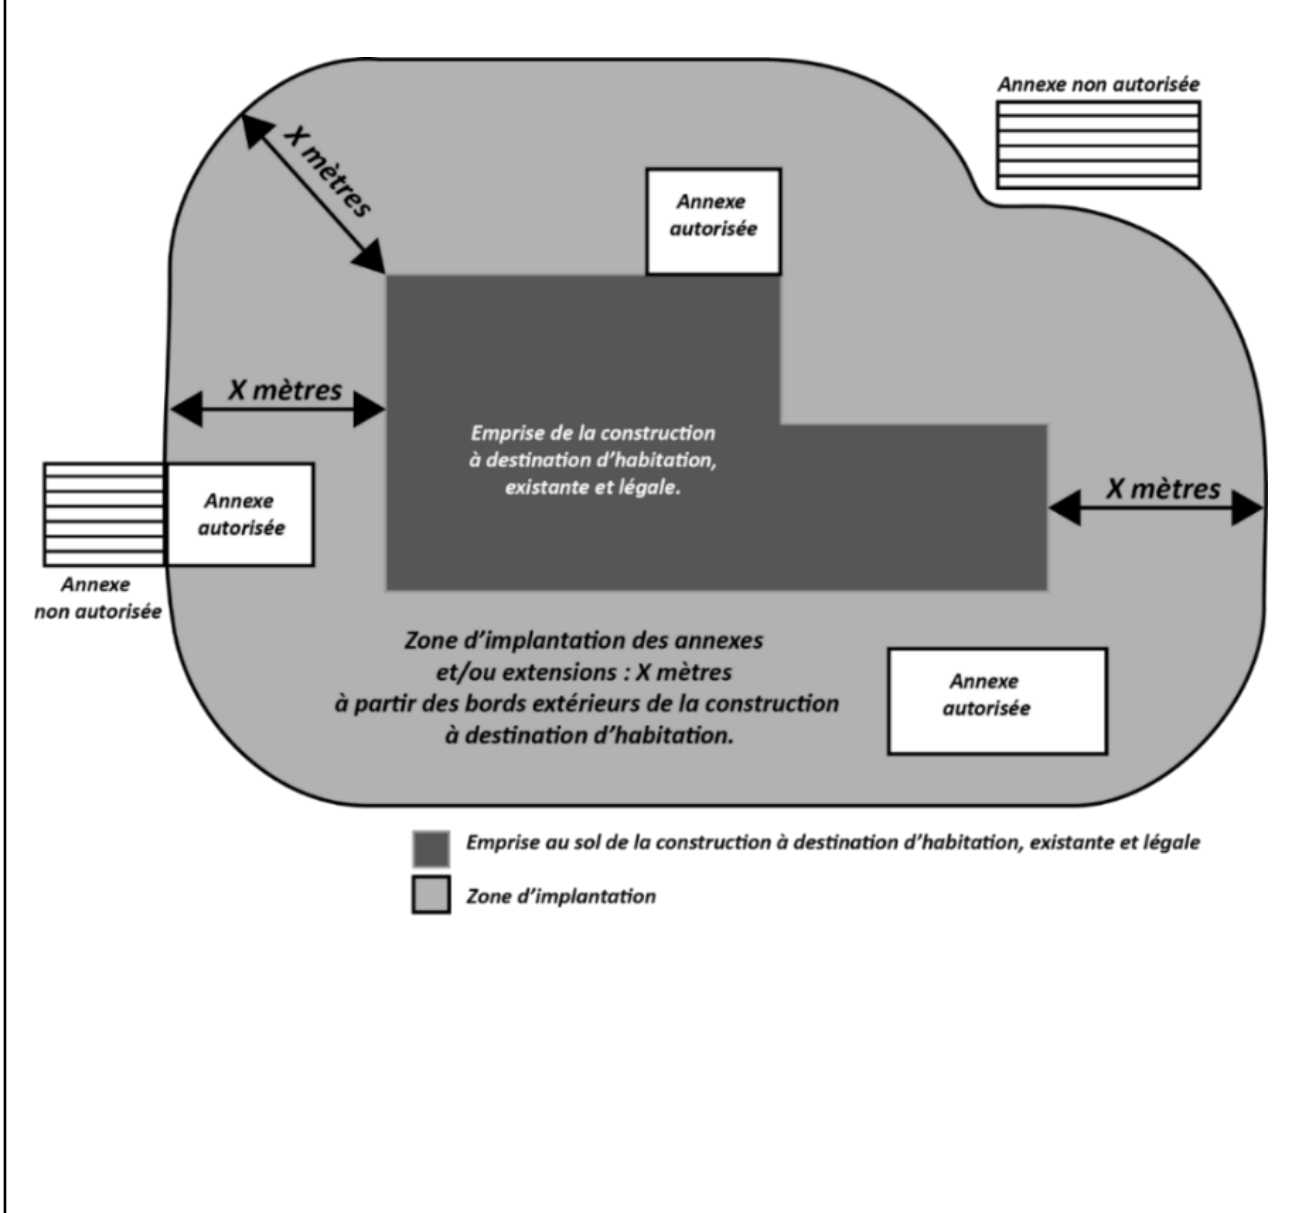 Annexe non autorisée
X mètres
Annexe
autorisée
X mètres
Emprise de la construction
à destination d'habitation,
existante et légale.
X mètres
Annexe
autorisée
Annexe
non autorisée
Zone d'implantation des annexes
et/ou extensions : X mètres
à partir des bords extérieurs de la construction
à destination d'habitation.
Annexe
autorisée
Emprise au sol de la construction à destination d'habitation, existante et légale
Zone d'implantation